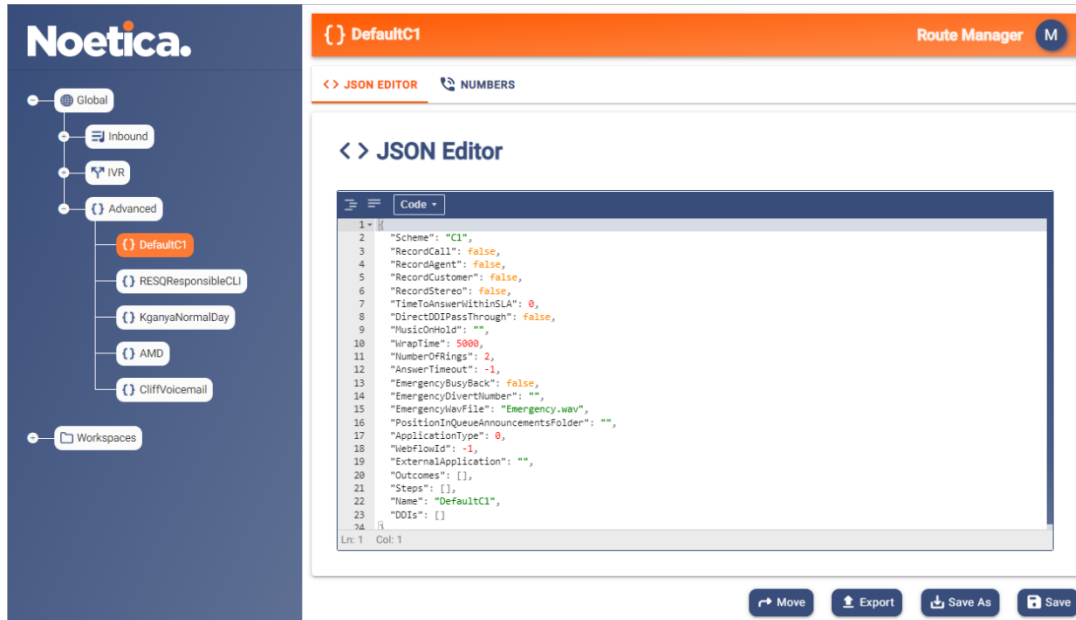 Noetica.
Global
Inbound
IVR
{} Advanced
{} DefaultC1
{} RESQResponsibleCLI
{} KganyaNormalDay
{} AMD
{} CliffVoicemail
Workspaces
{ } DefaultC1
Route Manager M
<> JSON EDITOR
NUMBERS
< > JSON Editor
Code
1 {
2 "Scheme": "C1",
3 "RecordCall": false,
4 "RecordAgent": false,
5 "RecordCustomer": false,
6 "RecordStereo": false,
7 "TimeToAnswerWithinSLA": 0,
8 "DirectDDIPassThrough": false,
9 "MusicOnHold": "",
10 "WrapTime": 5000,
11 "NumberOfRings": 2,
12 "AnswerTimeout": -1,
13 "EmergencyBusyBack": false,
14 "EmergencyDivertNumber": "",
15 "EmergencyWavFile": "Emergency.wav",
16 "PositionInQueueAnnouncementsFolder": "",
17 "ApplicationType": 0,
18 "WebflowId": -1,
19 "ExternalApplication": "",
20 "Outcomes": [],
21 "Steps": [],
22 "Name": "DefaultC1",
23 "DDIs": []
24 }
Ln: 1 Col: 1
Move
Export
Save As
Save